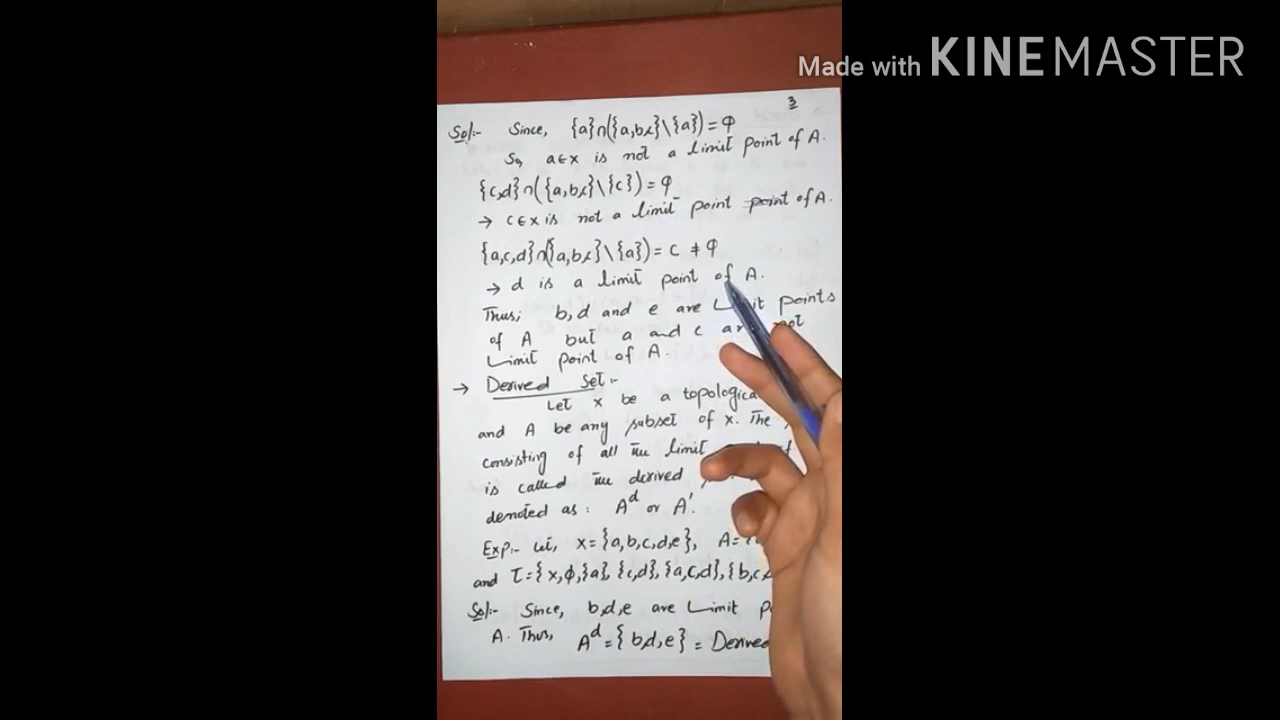 Made with KINEMASTER
3
Sol:- Since, {a}∩({a,b,c}\{a}) = φ
So, a∈x is not a limit point of A.
{c,d}∩({a,b,c}\{c}) = φ
→ c∈x is not a limit point point of A.
{a,c,d}∩({a,b,c}\{a}) = c ≠ φ
→ d is a limit point of A.
Thus; b,d and e are Limit points
of A but a and c are not
Limit point of A.
→ Derived Set:-
Let x be a topologica
and A be any subset of x. The
consisting of all the limit
is called the derived
denoted as: A^d or A'.
Exp:- Let, x={a,b,c,d,e}, A={
and τ={x,φ,{a},{c,d},{a,c,d},{b,c,
Sol:- Since, b,d,e are Limit
A. Thus, A^d={b,d,e} = Derived